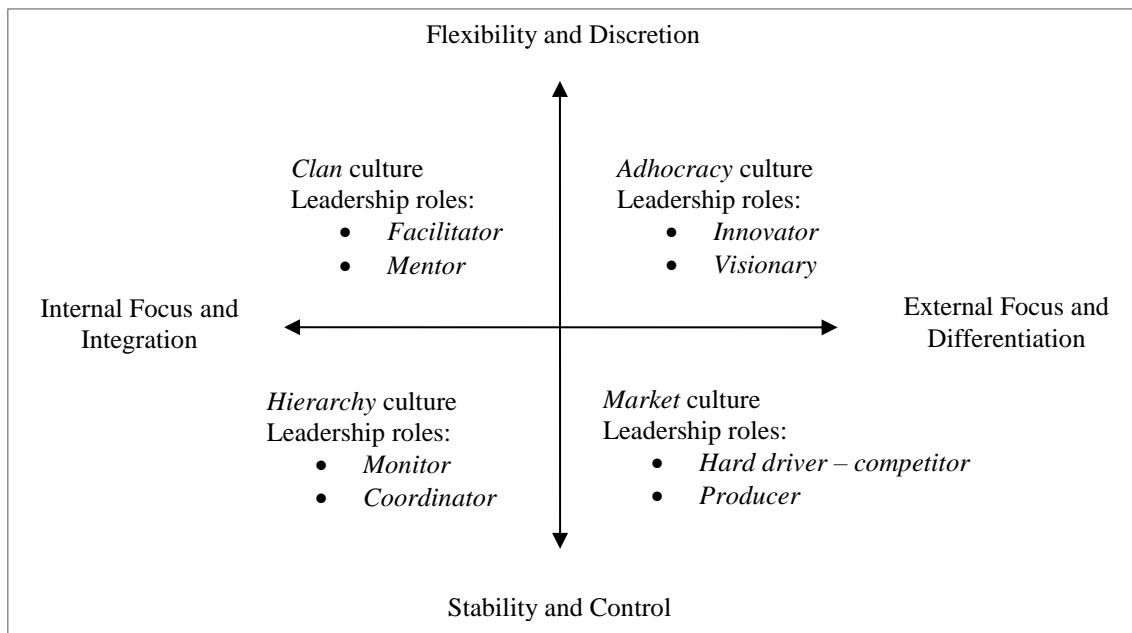 Flexibility and Discretion
Clan culture
Leadership roles:
• Facilitator
• Mentor
Adhocracy culture
Leadership roles:
• Innovator
• Visionary
Internal Focus and
Integration
External Focus and
Differentiation
Hierarchy culture
Leadership roles:
• Monitor
• Coordinator
Market culture
Leadership roles:
• Hard driver – competitor
• Producer
Stability and Control